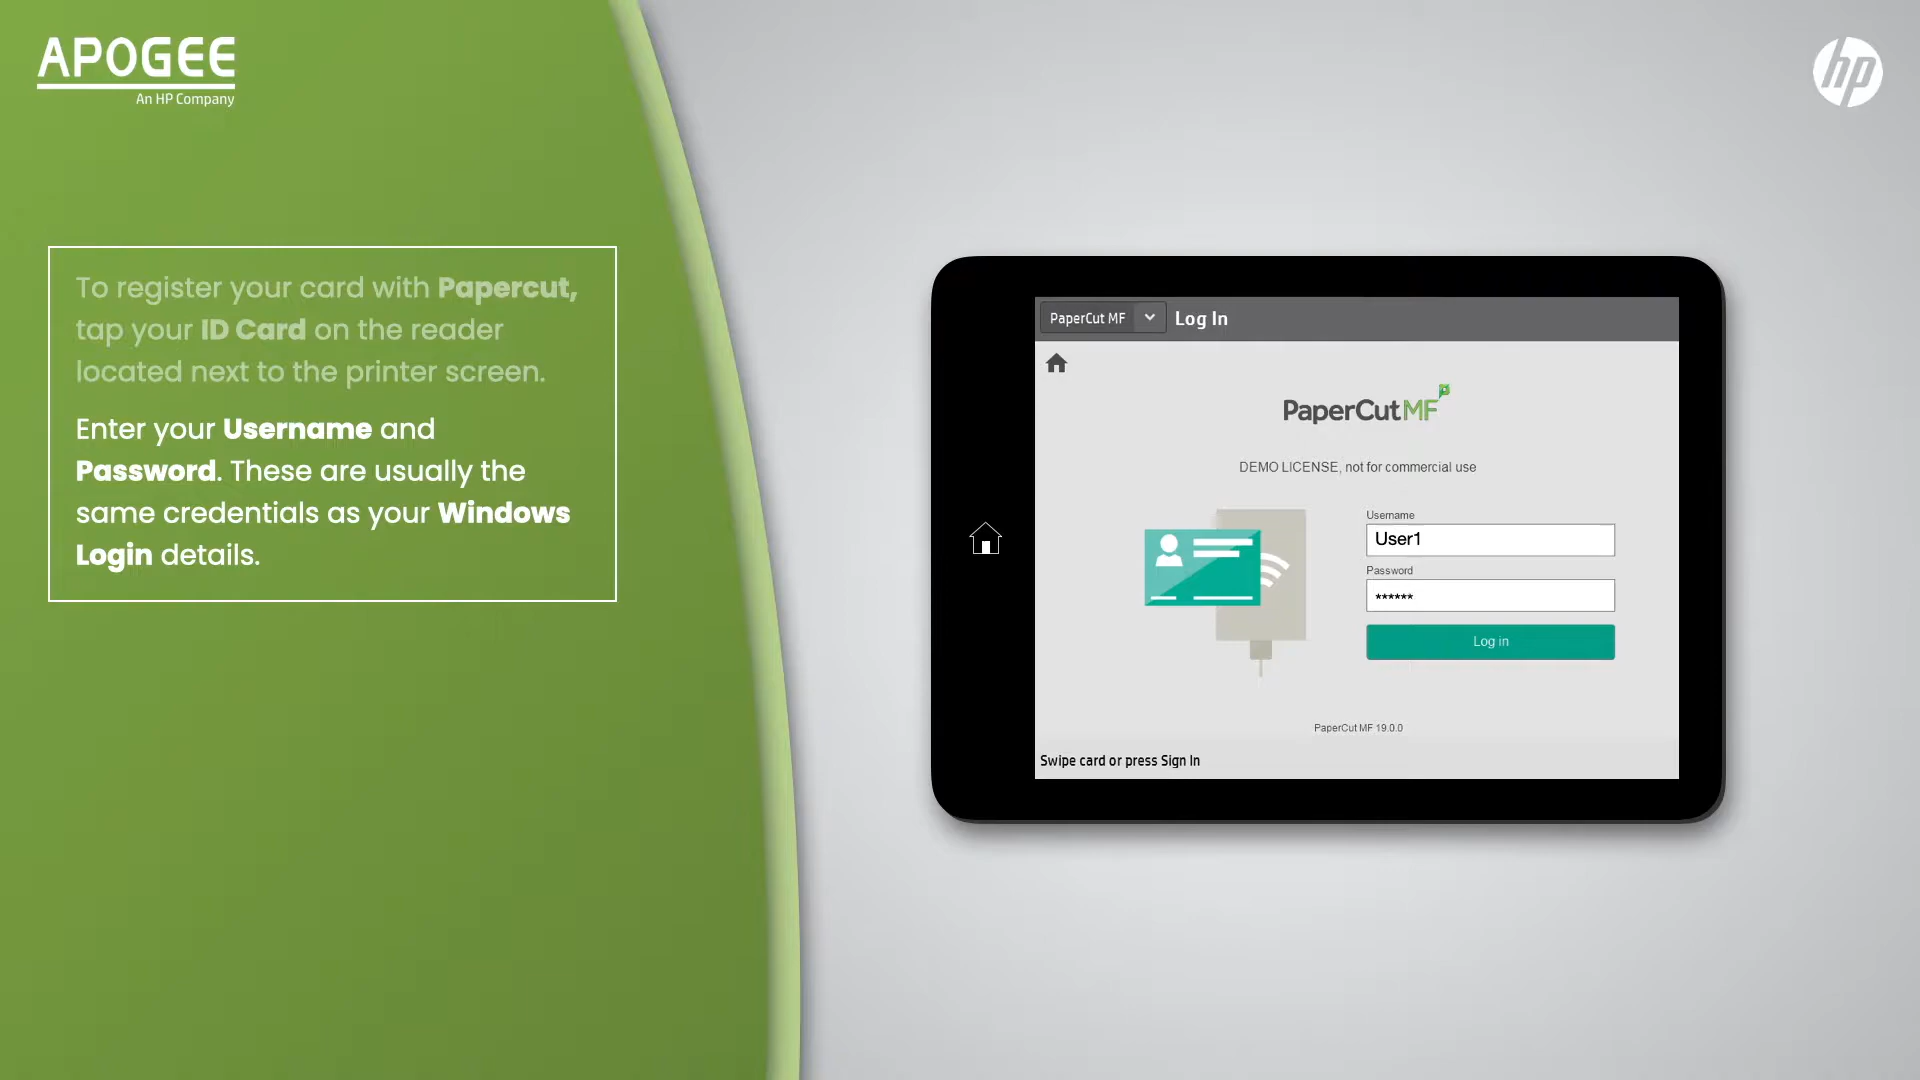 APOGEE
An HP Company
hp
To register your card with Papercut,
tap your ID Card on the reader
located next to the printer screen.
Enter your Username and
Password. These are usually the
same credentials as your Windows
Login details.
PaperCut MF
Log In
PaperCutMF
DEMO LICENSE, not for commercial use
Username
User1
Password
******
Log in
PaperCut MF 19.0.0
Swipe card or press Sign In